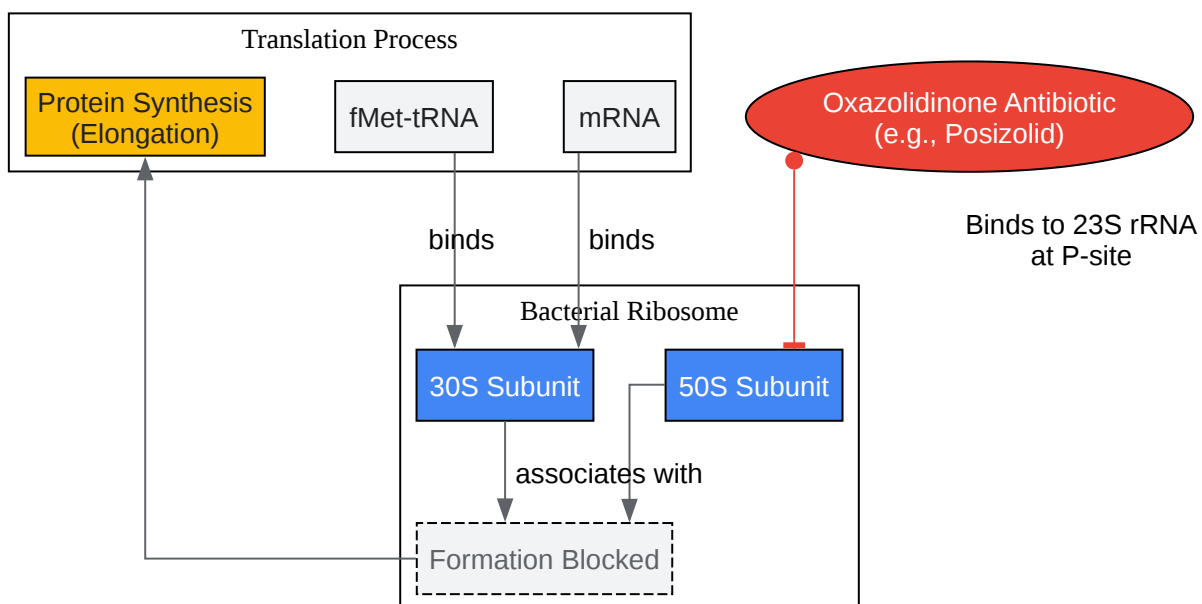 Translation Process
Protein Synthesis
(Elongation)
fMet-tRNA
mRNA
Oxazolidinone Antibiotic
(e.g., Posizolid)
binds
binds
Binds to 23S rRNA
at P-site
Bacterial Ribosome
30S Subunit
50S Subunit
associates with
Formation Blocked